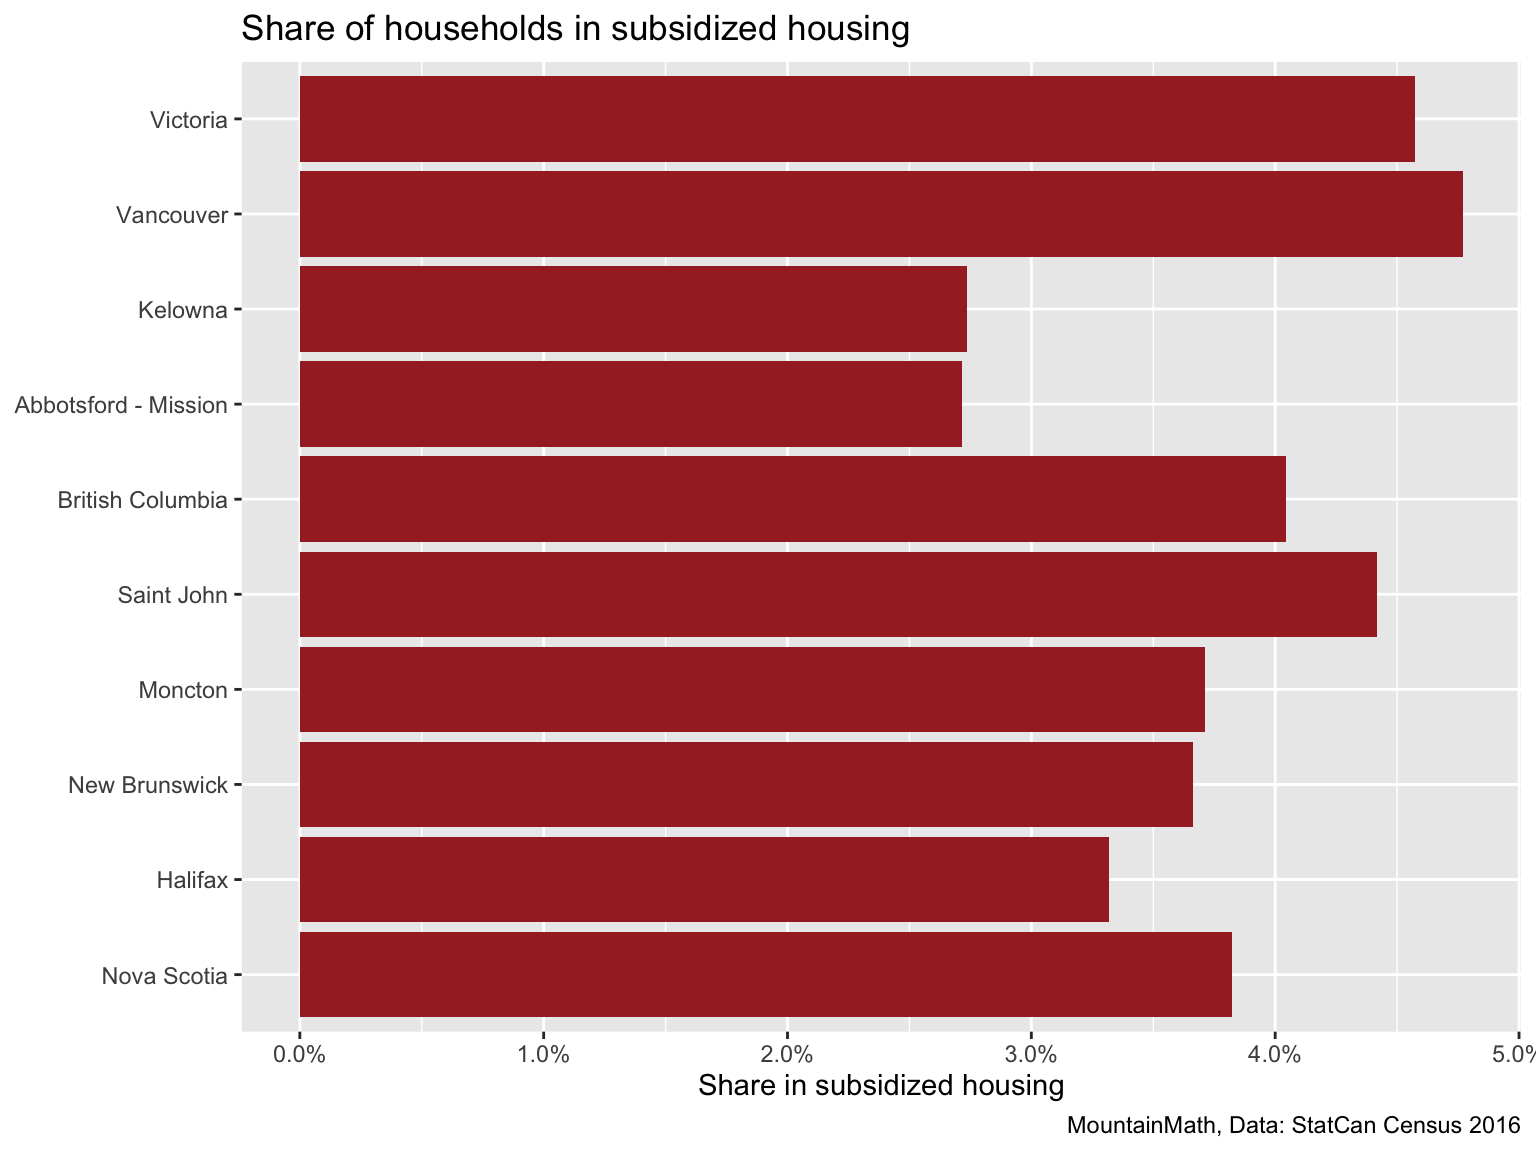 Share of households in subsidized housing
Victoria
Vancouver
Kelowna
Abbotsford - Mission
British Columbia
Saint John
Moncton
New Brunswick
Halifax
Nova Scotia
0.0% 1.0% 2.0% 3.0% 4.0% 5.0%
Share in subsidized housing
MountainMath, Data: StatCan Census 2016